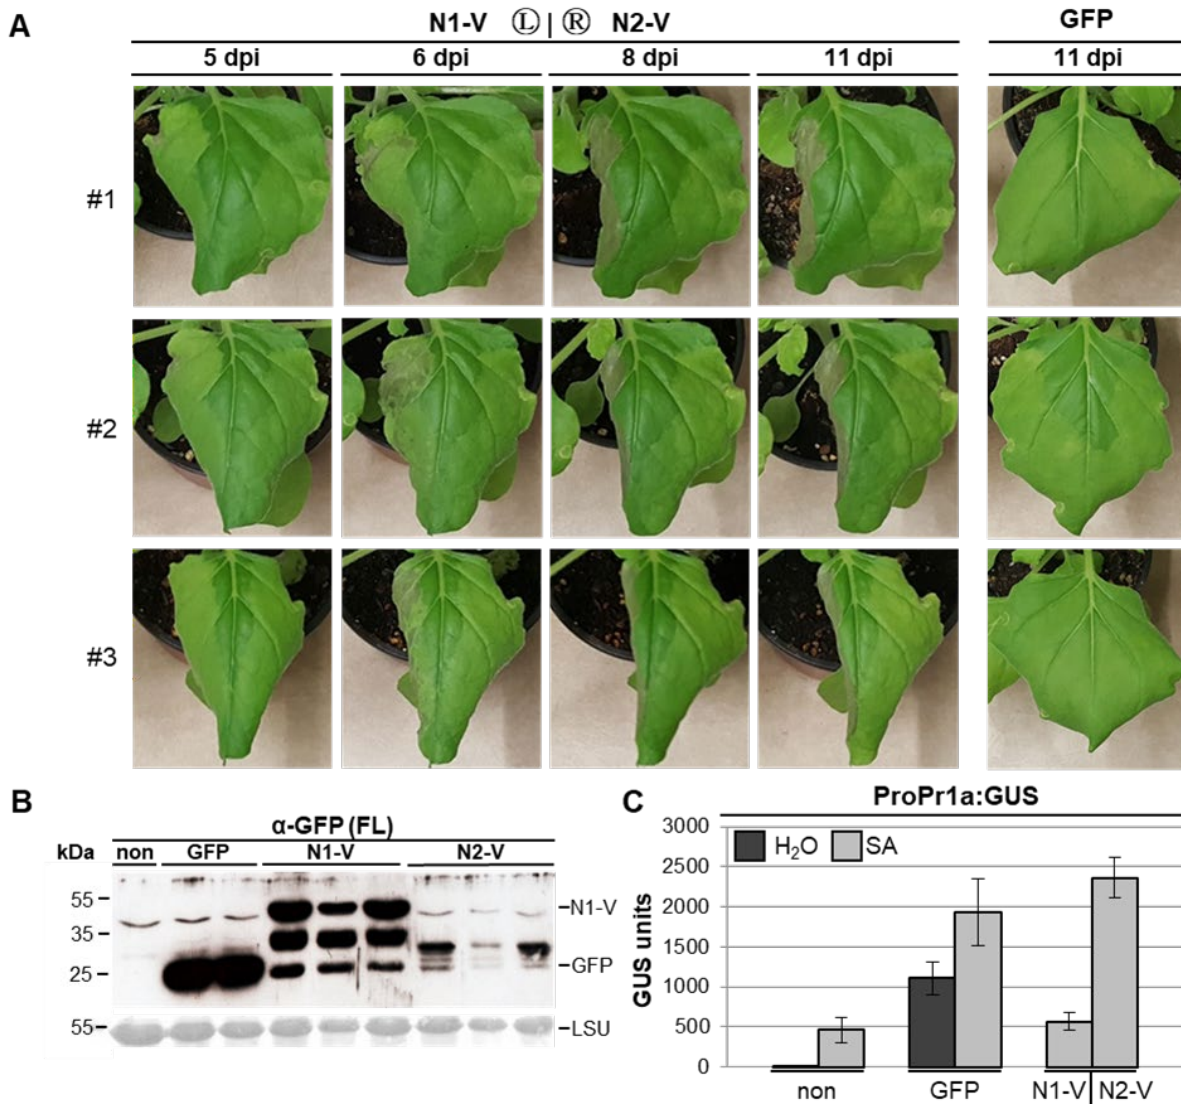 A
N1-V Ⓛ | Ⓡ N2-V GFP
5 dpi 6 dpi 8 dpi 11 dpi 11 dpi
#1
#2
#3
B
α-GFP (FL)
kDa non GFP N1-V N2-V
55
35
25
N1-V
GFP
55
LSU
C
ProPr1a:GUS
H₂O SA
GUS units
3000
2500
2000
1500
1000
500
0
non GFP N1-V N2-V